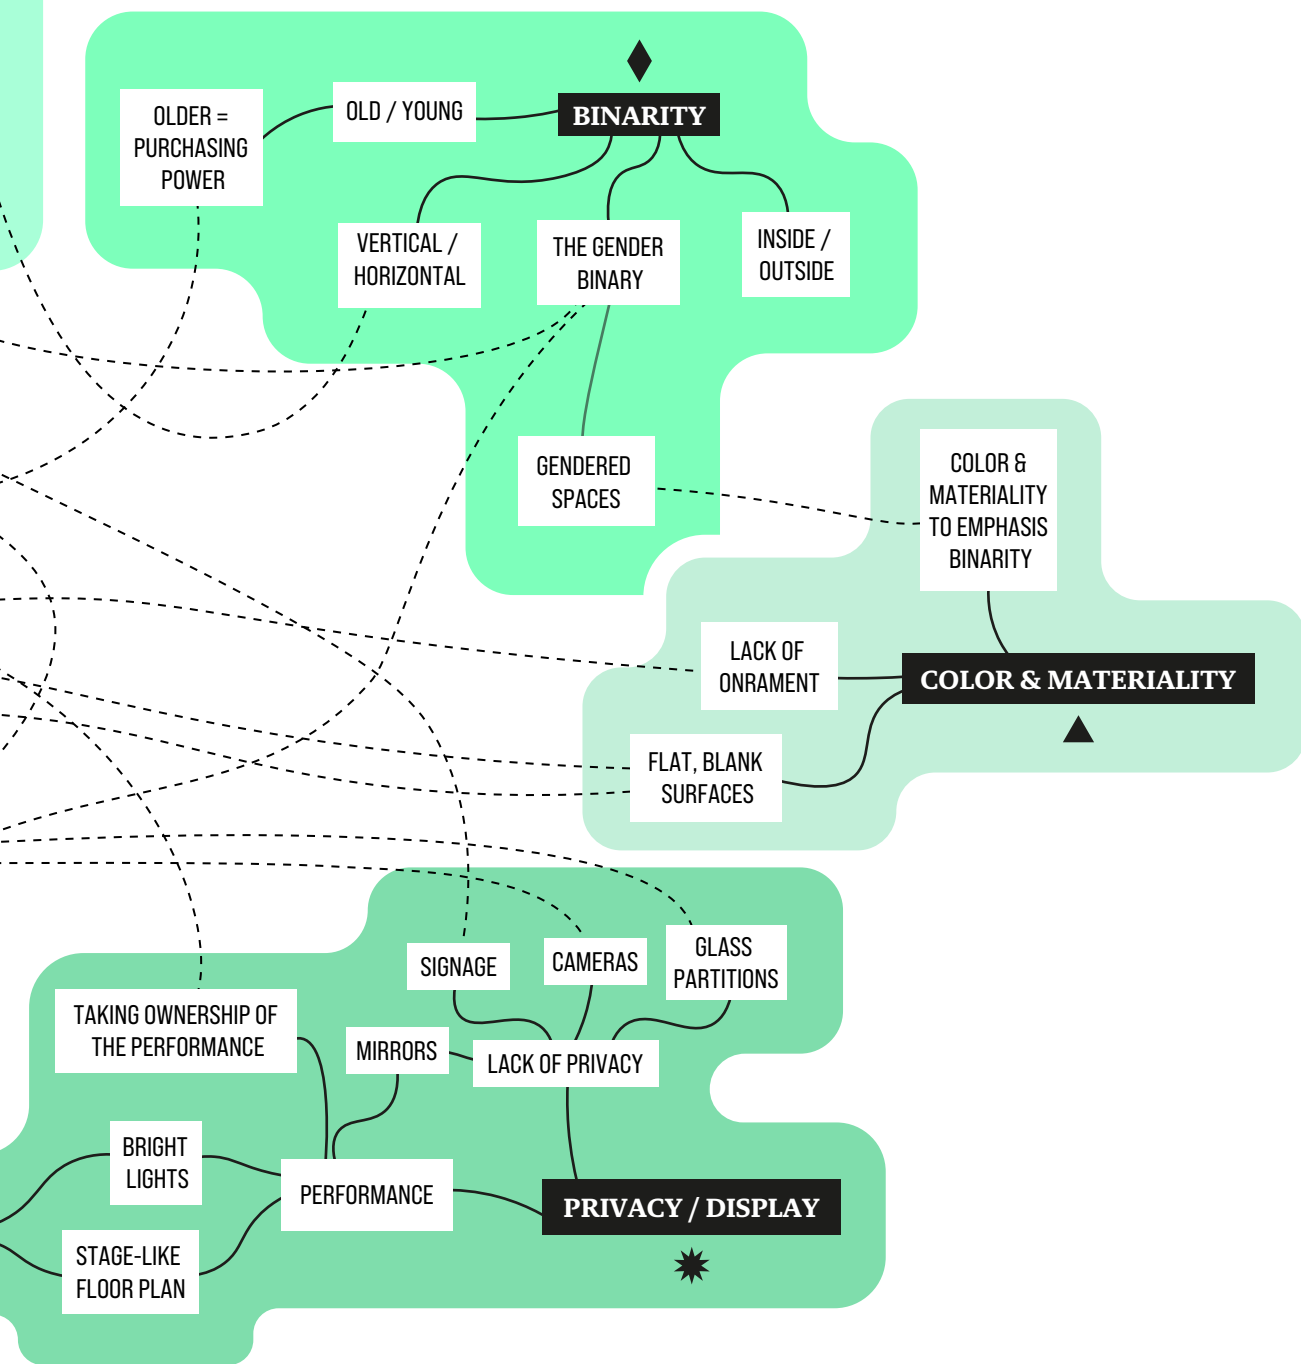 BINARITY
OLD / YOUNG
OLDER =
PURCHASING
POWER
VERTICAL /
HORIZONTAL
THE GENDER
BINARY
INSIDE /
OUTSIDE
GENDERED
SPACES
COLOR &
MATERIALITY
TO EMPHASIS
BINARITY
LACK OF
ONRAMENT
COLOR & MATERIALITY
FLAT, BLANK
SURFACES
SIGNAGE
CAMERAS
GLASS
PARTITIONS
TAKING OWNERSHIP OF
THE PERFORMANCE
MIRRORS
LACK OF PRIVACY
BRIGHT
LIGHTS
PERFORMANCE
PRIVACY / DISPLAY
STAGE-LIKE
FLOOR PLAN